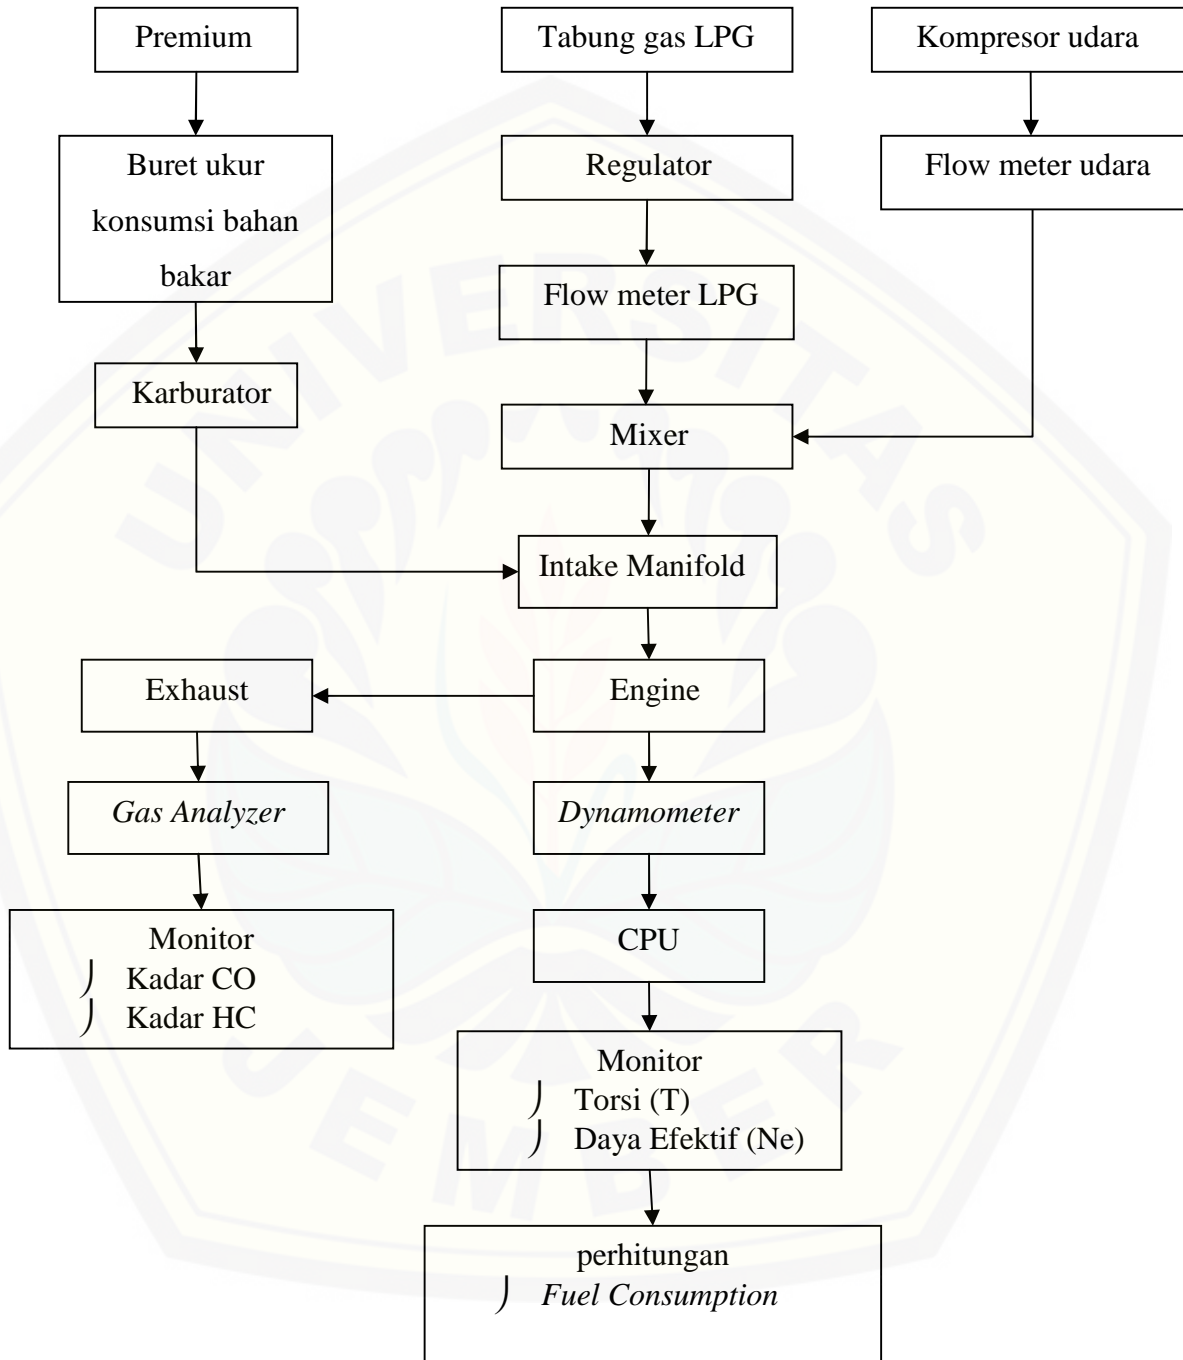 Premium
Tabung gas LPG
Kompresor udara
Buret ukur
konsumsi bahan
bakar
Regulator
Flow meter udara
Flow meter LPG
Karburator
Mixer
Intake Manifold
Exhaust
Engine
Gas Analyzer
Dynamometer
Monitor
Kadar CO
Kadar HC
CPU
Monitor
Torsi (T)
Daya Efektif (Ne)
perhitungan
Fuel Consumption
UNIVERSITAS
JEMBER